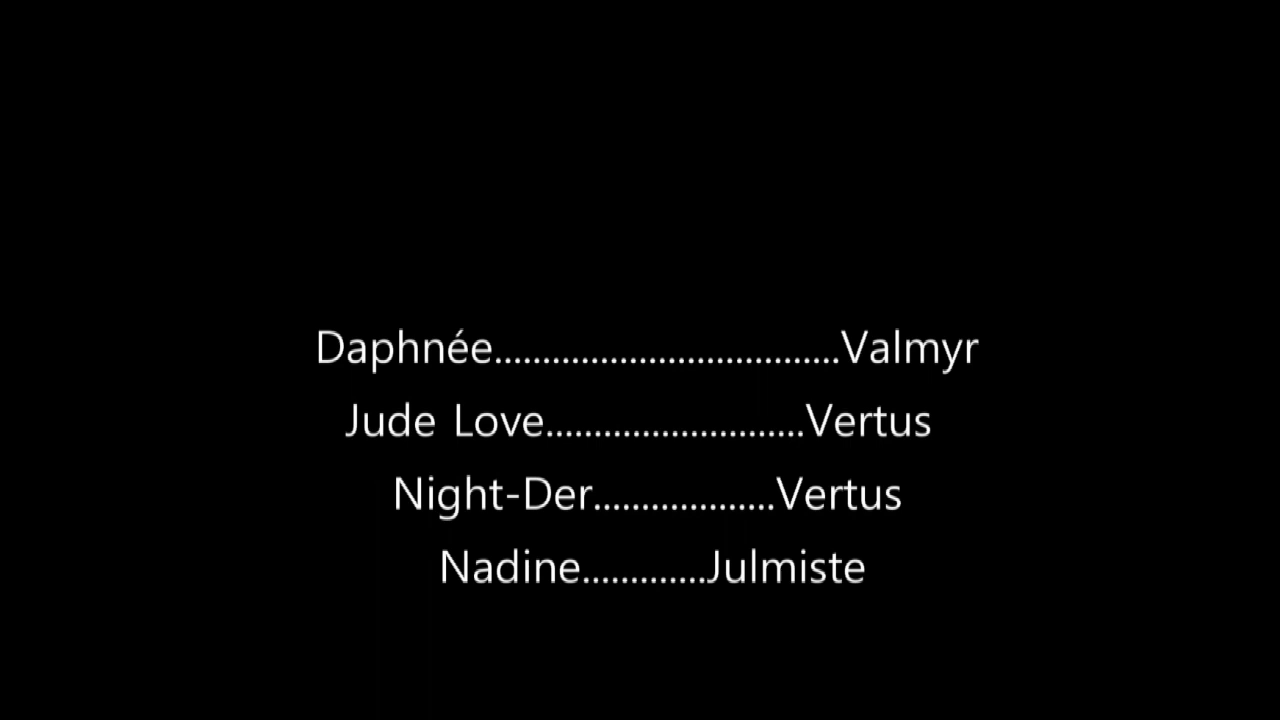 Daphnée....................................Valmyr
Jude Love...........................Vertus
Night-Der...................Vertus
Nadine.............Julmiste